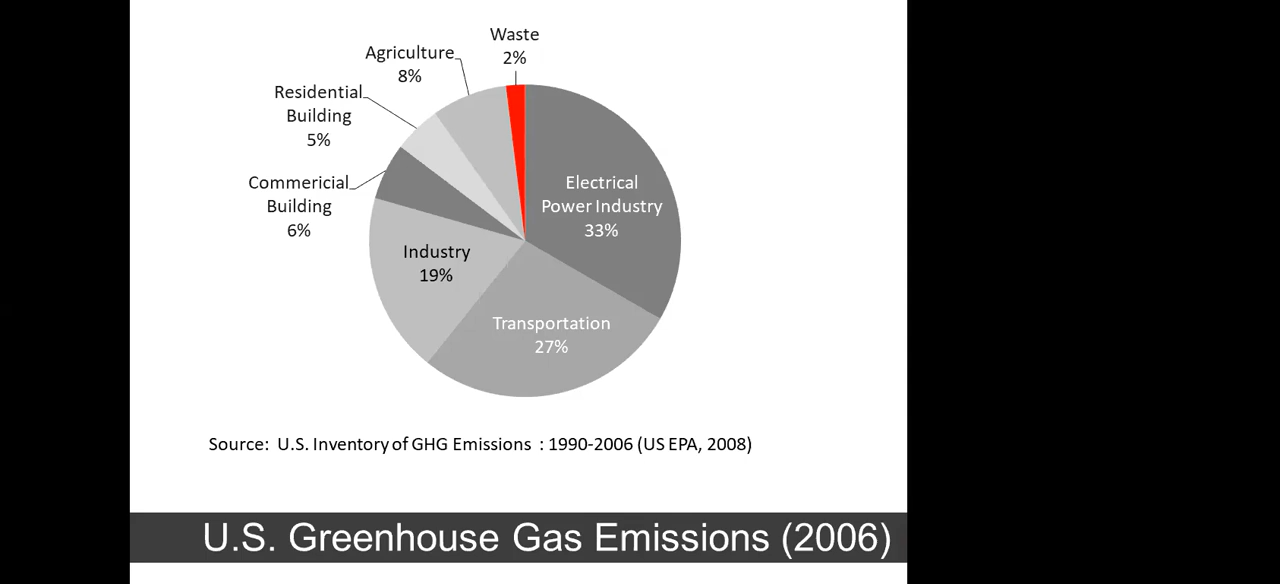 Waste
2%
Agriculture
8%
Residential
Building
5%
Commericial
Building
6%
Electrical
Power Industry
33%
Industry
19%
Transportation
27%
Source: U.S. Inventory of GHG Emissions : 1990-2006 (US EPA, 2008)
U.S. Greenhouse Gas Emissions (2006)